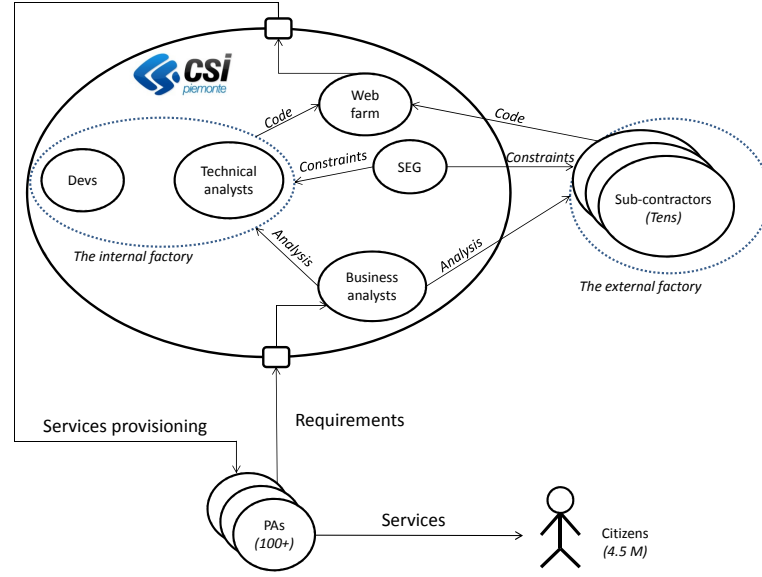 csi
piemonte
Web
farm
Code
Code
Devs
Technical
analysts
Constraints
SEG
Constraints
Sub-contractors
(Tens)
The internal factory
Analysis
Analysis
Business
analysts
The external factory
Requirements
Services provisioning
PAs
(100+)
Services
Citizens
(4.5 M)